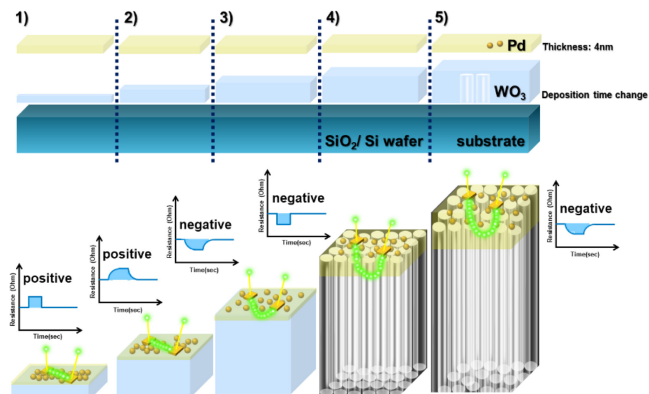 1)
2)
3)
4)
5)
Pd
Thickness: 4nm
WO3
Deposition time change
SiO2/ Si wafer
substrate
negative
Resistance (Ohm)
Time(sec)
negative
Resistance (Ohm)
Time(sec)
negative
Resistance (Ohm)
Time(sec)
positive
Resistance (Ohm)
Time(sec)
positive
Resistance (Ohm)
Time(sec)